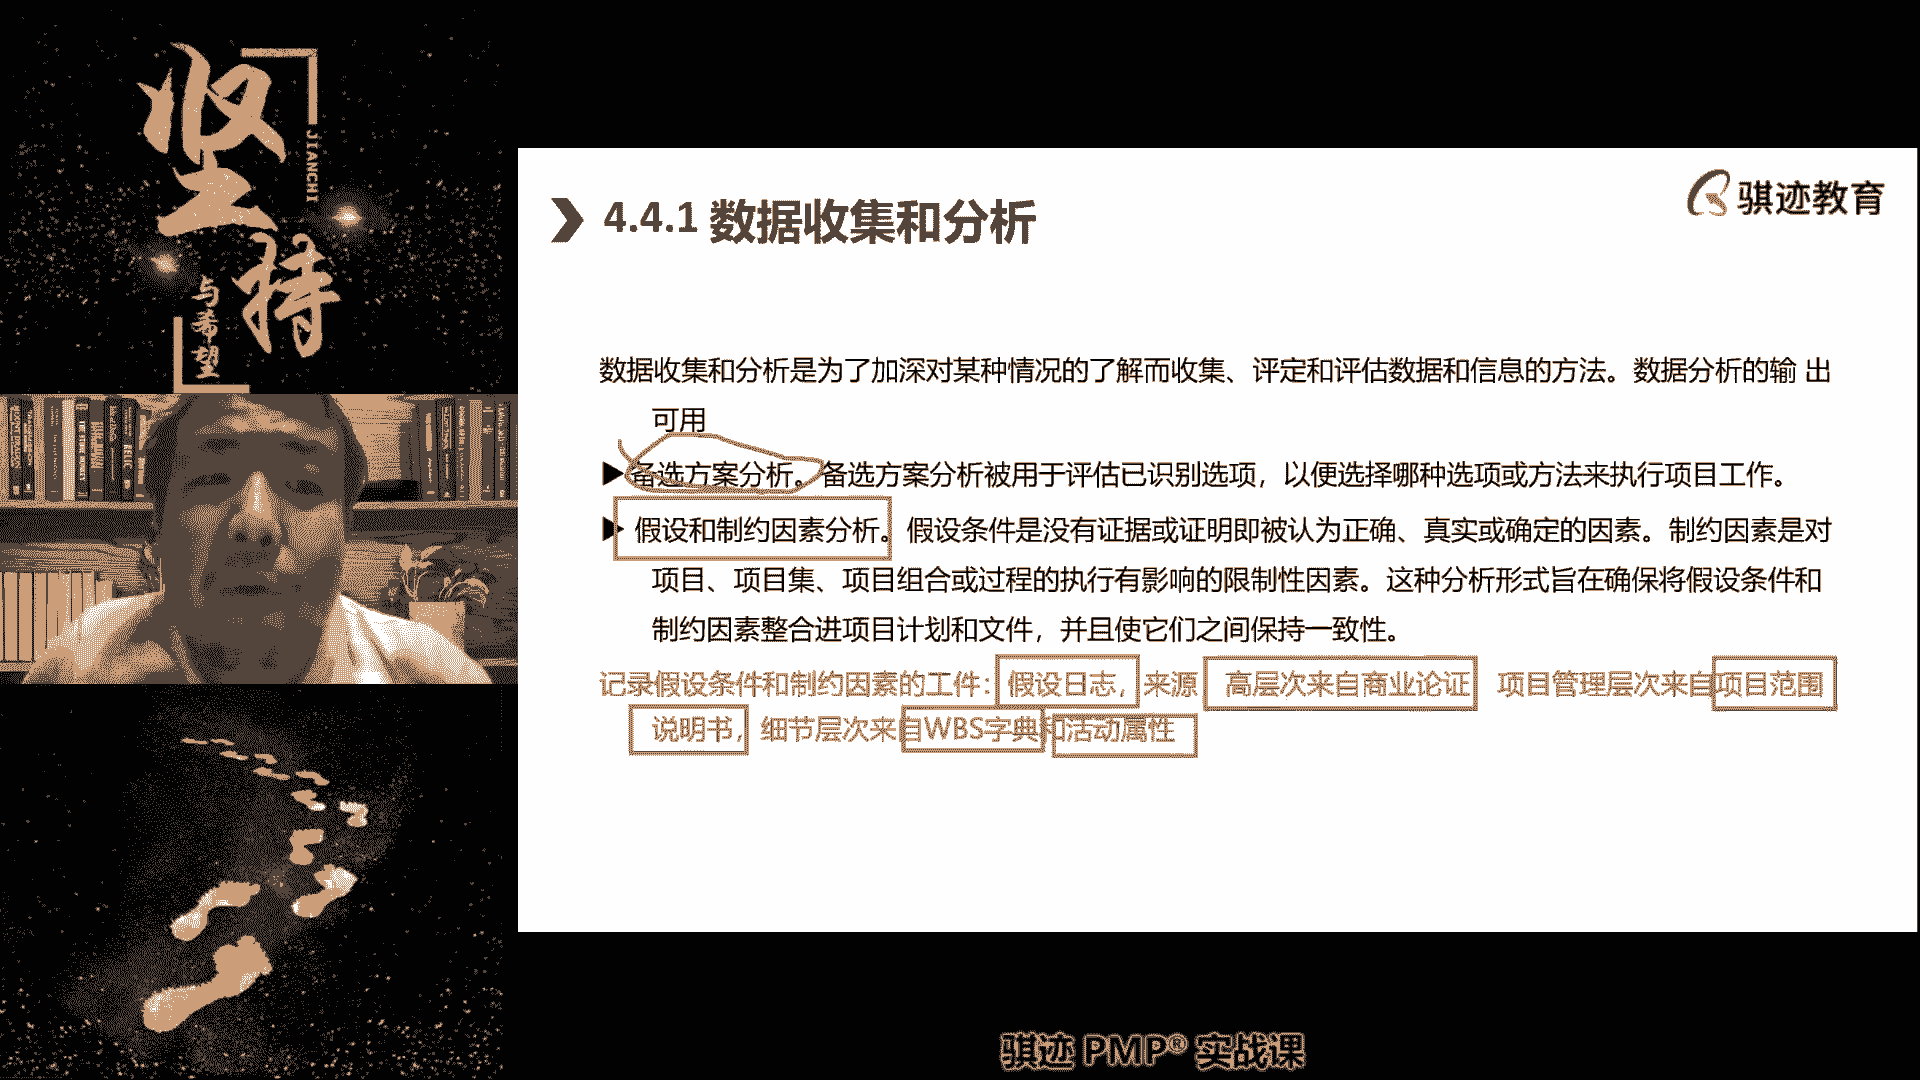 坚持
JIANCHI
与希望
骐迹教育
4.4.1 数据收集和分析
数据收集和分析是为了加深对某种情况的了解而收集、评定和评估数据和信息的方法。数据分析的输 出
可用
备选方案分析。备选方案分析被用于评估已识别选项，以便选择哪种选项或方法来执行项目工作。
假设和制约因素分析。假设条件是没有证据或证明即被认为正确、真实或确定的因素。制约因素是对
项目、项目集、项目组合或过程的执行有影响的限制性因素。这种分析形式旨在确保将假设条件和
制约因素整合进项目计划和文件，并且使它们之间保持一致性。
记录假设条件和制约因素的工件：假设日志，来源 高层次来自商业论证 项目管理层次来自项目范围
说明书，细节层次来自WBS字典和活动属性
骐迹 PMP® 实战课